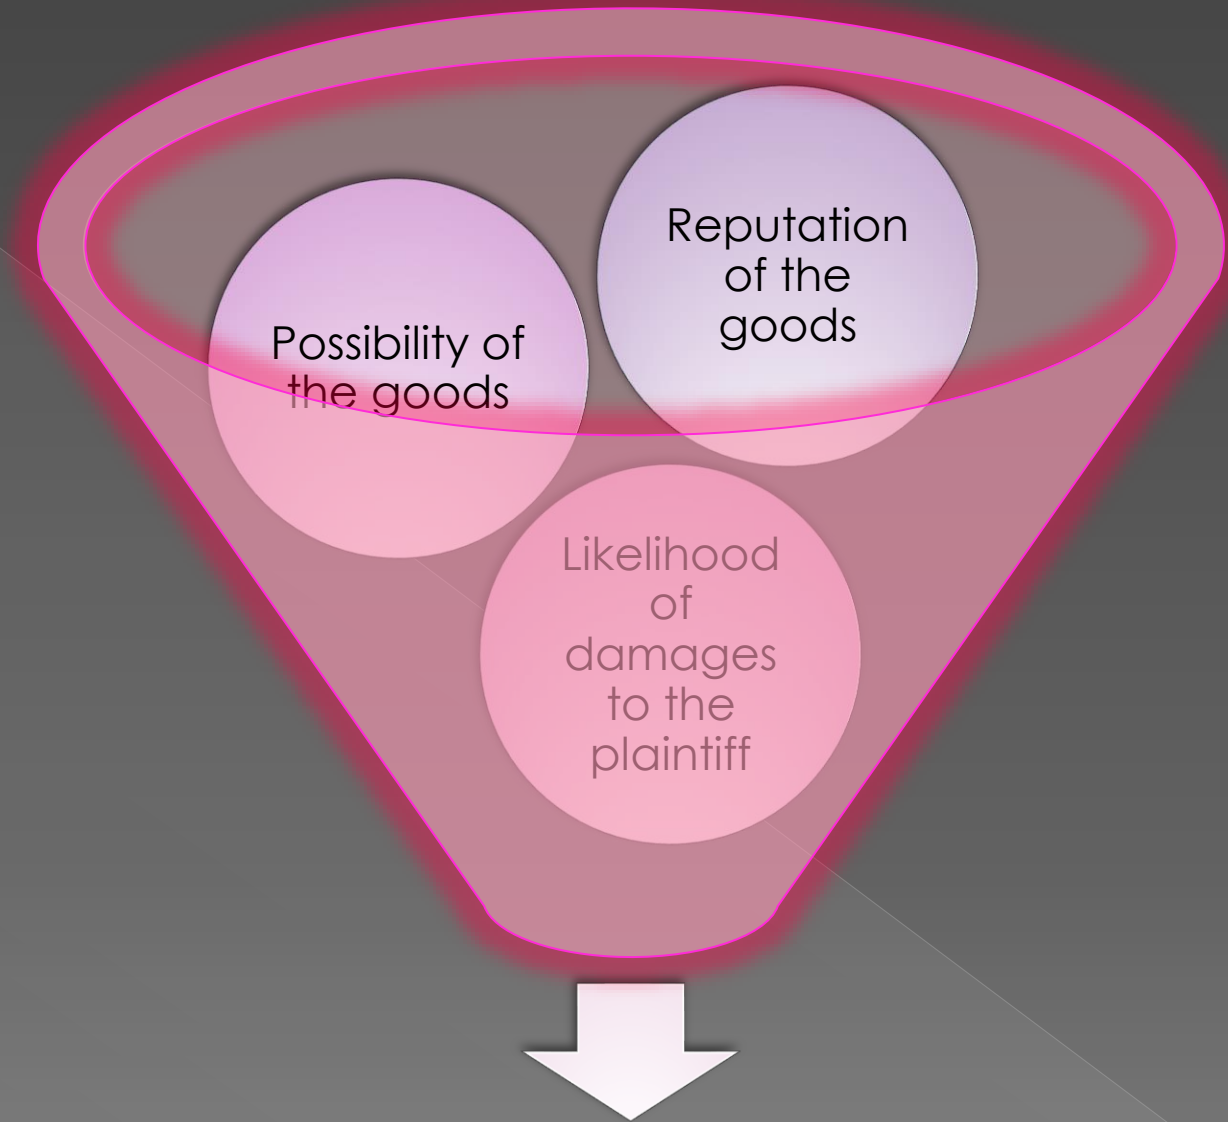 Reputation
of the
goods
Possibility of
the goods
Likelihood
of
damages
to the
plaintiff